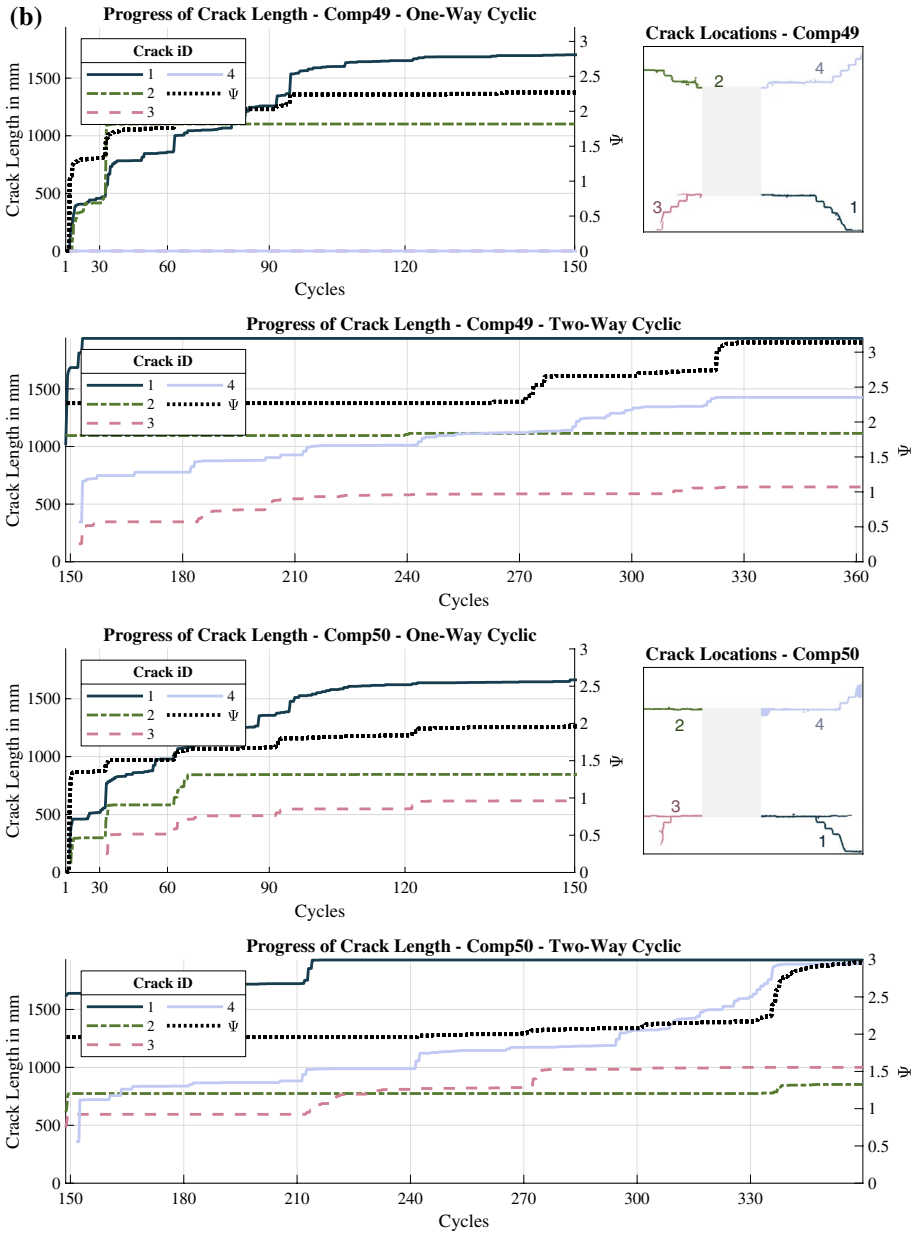 (b)
Progress of Crack Length - Comp49 - One-Way Cyclic
Crack Length in mm
1500
1000
500
0
Crack iD
1 4
2 Ψ
3
3
2.5
2
1.5
1
0.5
0
Ψ
1 30 60 90 120 150
Cycles
Crack Locations - Comp49
2 4
3 1
Progress of Crack Length - Comp49 - Two-Way Cyclic
Crack Length in mm
1500
1000
500
0
Crack iD
1 4
2 Ψ
3
3
2.5
2
1.5
1
0.5
0
Ψ
150 180 210 240 270 300 330 360
Cycles
Progress of Crack Length - Comp50 - One-Way Cyclic
Crack Length in mm
1500
1000
500
0
Crack iD
1 4
2 Ψ
3
3
2.5
2
1.5
1
0.5
0
Ψ
1 30 60 90 120 150
Cycles
Crack Locations - Comp50
2 4
3 1
Progress of Crack Length - Comp50 - Two-Way Cyclic
Crack Length in mm
1500
1000
500
0
Crack iD
1 4
2 Ψ
3
3
2.5
2
1.5
1
0.5
0
Ψ
150 180 210 240 270 300 330
Cycles